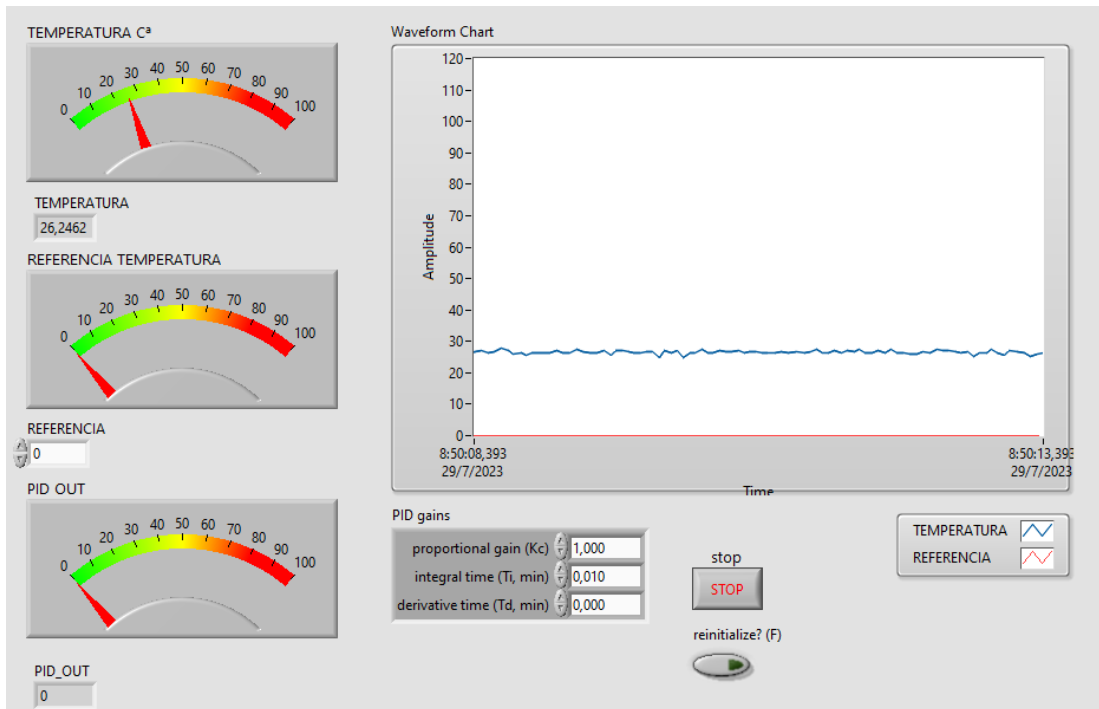 TEMPERATURA Cª
0 10 20 30 40 50 60 70 80 90 100
TEMPERATURA
26,2462
REFERENCIA TEMPERATURA
0 10 20 30 40 50 60 70 80 90 100
REFERENCIA
0
PID OUT
0 10 20 30 40 50 60 70 80 90 100
PID_OUT
0
Waveform Chart
Amplitude
120
110
100
90
80
70
60
50
40
30
20
10
0
8:50:08,393 8:50:13,393
29/7/2023 29/7/2023
Time
PID gains
proportional gain (Kc) 1,000
integral time (Ti, min) 0,010
derivative time (Td, min) 0,000
stop
STOP
reinitialize? (F)
TEMPERATURA
REFERENCIA